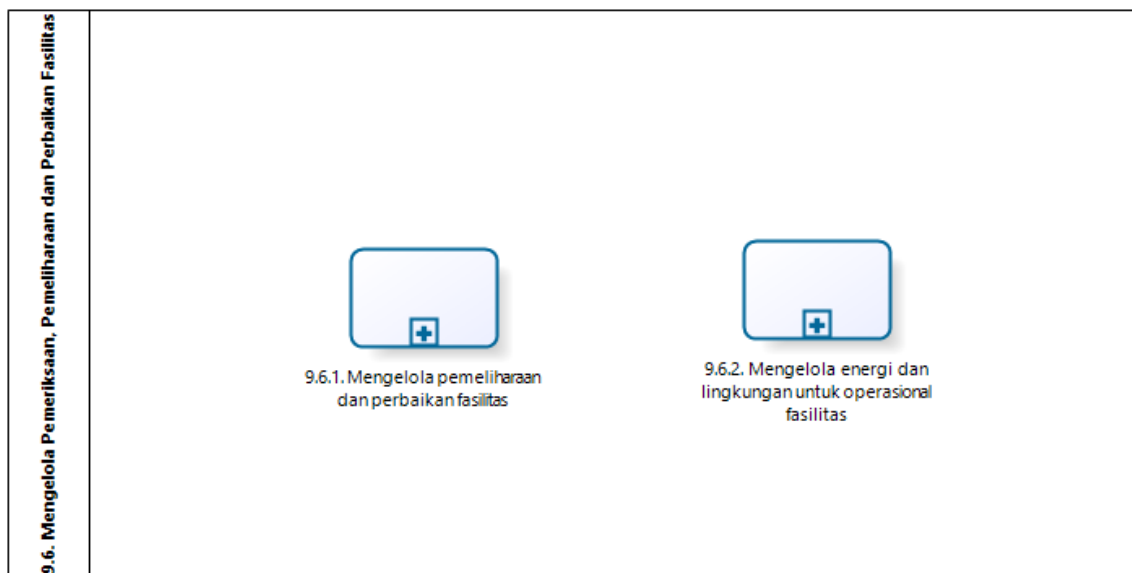 9.6. Mengelola Pemeriksaan, Pemeliharaan dan Perbaikan Fasilitas
9.6.1. Mengelola pemeliharaan
dan perbaikan fasilitas
9.6.2. Mengelola energi dan
lingkungan untuk operasional
fasilitas